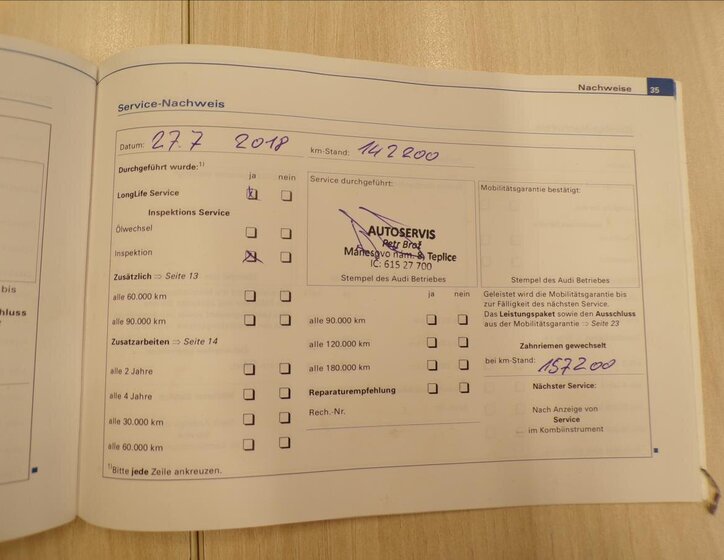 Nachweise 35
Service-Nachweis
Datum: 27.7 2018 km-Stand: 142200
Durchgeführt wurde:¹⁾
ja nein
LongLife Service
Inspektions Service
Ölwechsel
Inspektion
Zusätzlich ⇒ Seite 13
alle 60.000 km
alle 90.000 km
Zusatzarbeiten ⇒ Seite 14
alle 2 Jahre
alle 4 Jahre
alle 30.000 km
alle 60.000 km
¹⁾Bitte jede Zeile ankreuzen.
Service durchgeführt:
AUTOSERVIS
Petr Brož
Mánesovo nám. 8, Teplice
IČ: 615 27 700
Stempel des Audi Betriebes
ja nein
alle 90.000 km
alle 120.000 km
alle 180.000 km
Reparaturempfehlung
Rech.-Nr.
Mobilitätsgarantie bestätigt:
Stempel des Audi Betriebes
Geleistet wird die Mobilitätsgarantie bis
zur Fälligkeit des nächsten Service.
Das Leistungspaket sowie den Ausschluss
aus der Mobilitätsgarantie ⇒ Seite 23
Zahnriemen gewechselt
bei km-Stand: 157200
Nächster Service:
Nach Anzeige von
Service
im Kombiinstrument
bis
luss